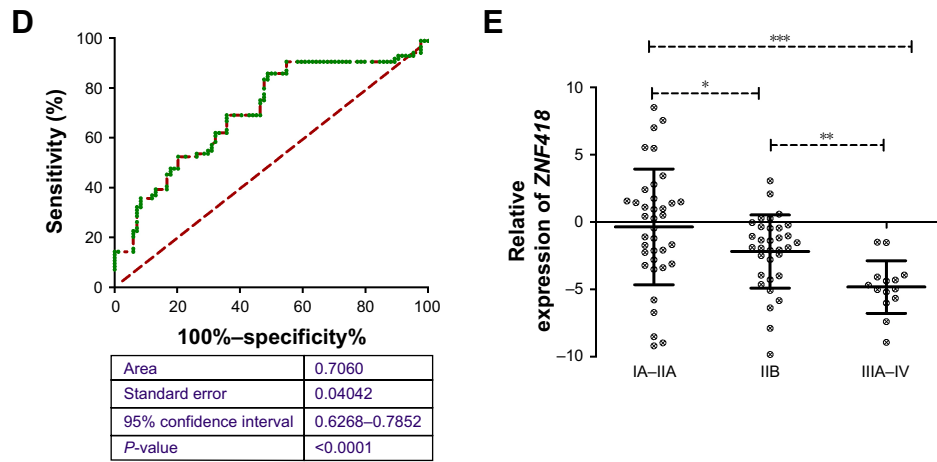 D
100
80
60
40
20
0
Sensitivity (%)
0 20 40 60 80 100
100%–specificity%
Area 0.7060
Standard error 0.04042
95% confidence interval 0.6268–0.7852
P-value <0.0001
E
***
*
**
10
5
0
–5
–10
Relative
expression of ZNF418
IA–IIA IIB IIIA–IV